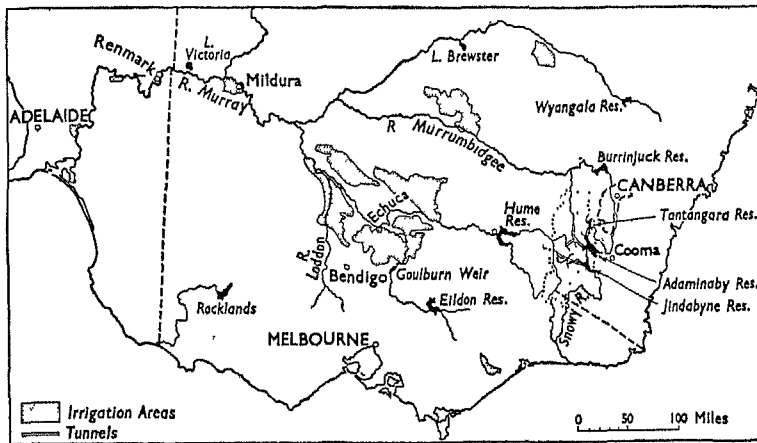 L.
Victoria
Renmark
Mildura
R. Murray
L. Brewster
Wyangala Res.
ADELAIDE
R Murrumbidgee
Burrinjuck Res.
CANBERRA
Tantangara Res.
Echuca
Hume
Res.
Cooma
R. Loddon
Bendigo
Goulburn Weir
Adaminaby Res.
Jindabyne Res.
Rocklands
Eildon Res.
Snowy R.
MELBOURNE
Irrigation Areas
Tunnels
0 50 100 Miles